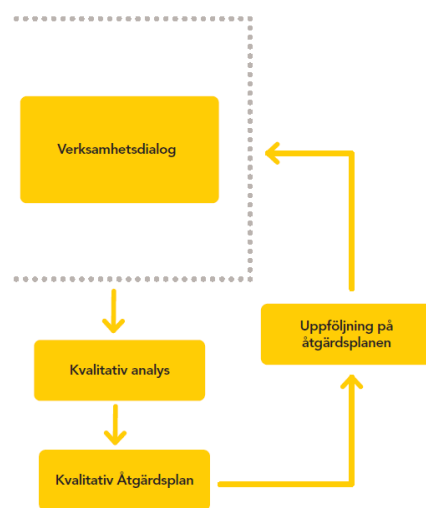 Verksamhetsdialog
Kvalitativ analys
Uppföljning på
åtgärdsplanen
Kvalitativ Åtgärdsplan